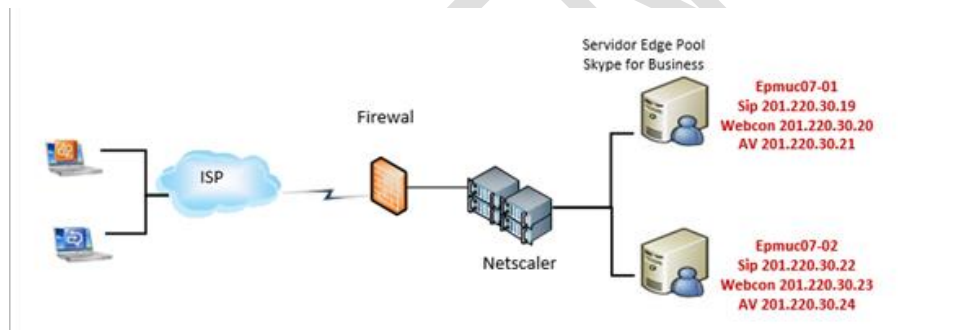 Servidor Edge Pool
Skype for Business
Epmuc07-01
Sip 201.220.30.19
Webcon 201.220.30.20
AV 201.220.30.21
Firewal
ISP
Netscaler
Epmuc07-02
Sip 201.220.30.22
Webcon 201.220.30.23
AV 201.220.30.24